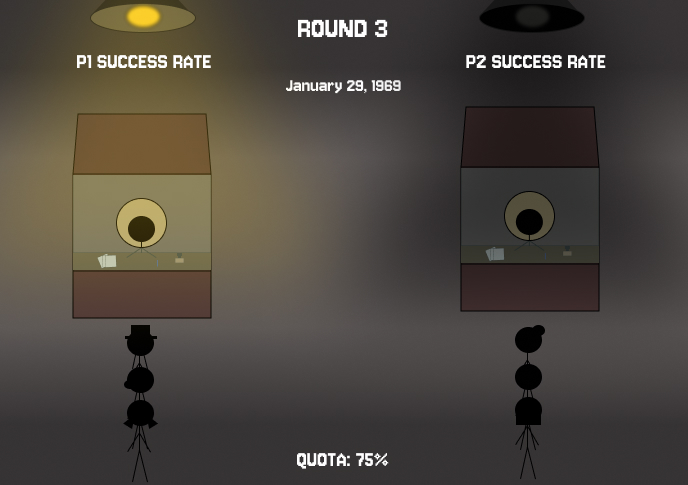 ROUND 3
P1 SUCCESS RATE
P2 SUCCESS RATE
January 29, 1969
QUOTA: 75%